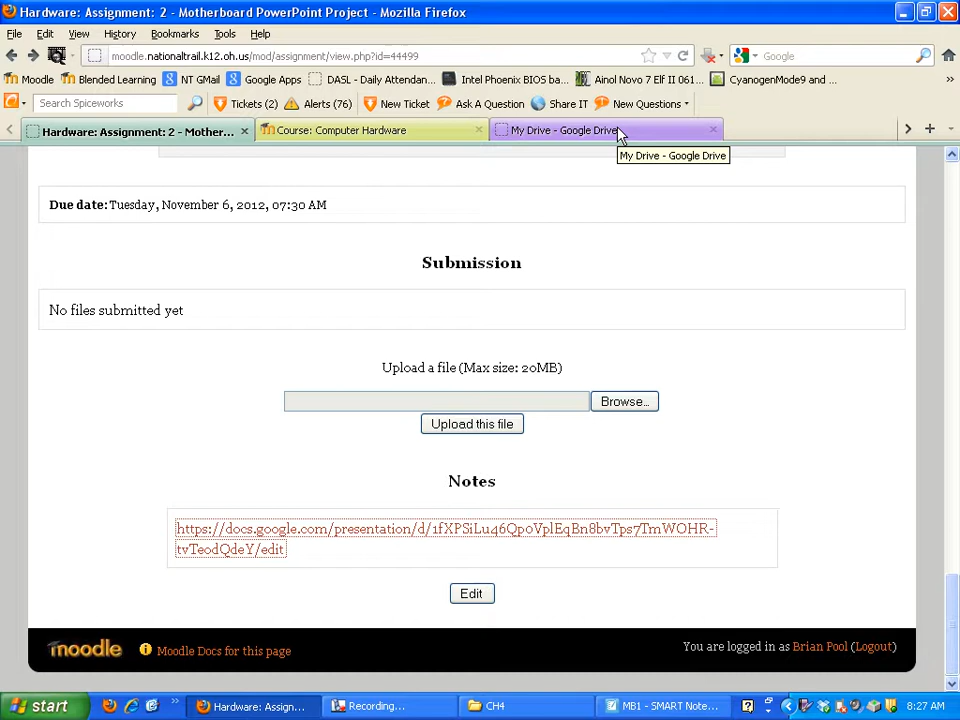 Hardware: Assignment: 2 - Motherboard PowerPoint Project - Mozilla Firefox
File Edit View History Bookmarks Tools Help
moodle.nationaltrail.k12.oh.us/mod/assignment/view.php?id=44499
Google
Moodle Blended Learning NT GMail Google Apps DASL - Daily Attendan... Intel Phoenix BIOS ba... Ainol Novo 7 Elf II 061... CyanogenMode9 and ...
Search Spiceworks Tickets (2) Alerts (76) New Ticket Ask A Question Share IT New Questions
Hardware: Assignment: 2 - Mother... Course: Computer Hardware My Drive - Google Drive
My Drive - Google Drive
Due date: Tuesday, November 6, 2012, 07:30 AM
Submission
No files submitted yet
Upload a file (Max size: 20MB)
Browse...
Upload this file
Notes
https://docs.google.com/presentation/d/1fXPSiLu46Qp0VplEqBn8bvTps7TmWOHR-
tvTeodQdeY/edit
Edit
moodle Moodle Docs for this page
You are logged in as Brian Pool (Logout)
start Hardware: Assign... Recording... CH4 MB1 - SMART Note... 8:27 AM